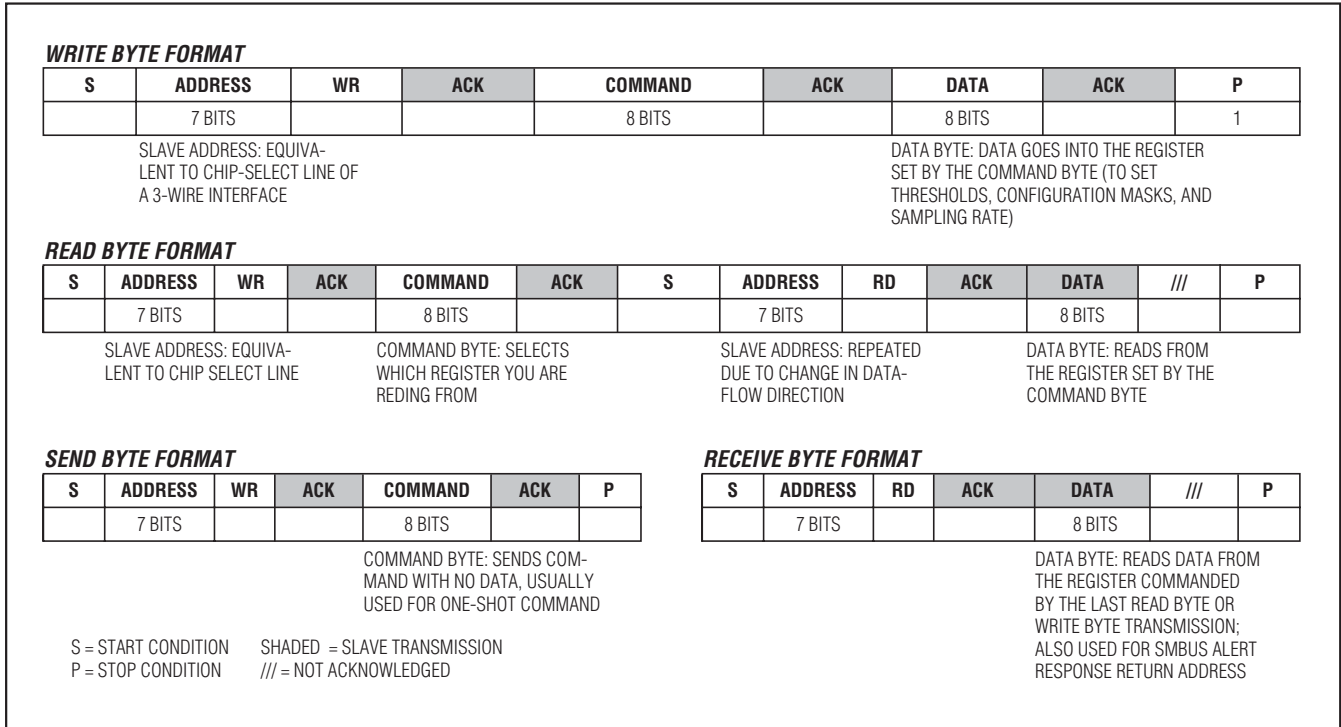 WRITE BYTE FORMAT
S ADDRESS WR ACK COMMAND ACK DATA ACK P
7 BITS 8 BITS 8 BITS 1
SLAVE ADDRESS: EQUIVA-
LENT TO CHIP-SELECT LINE OF
A 3-WIRE INTERFACE
DATA BYTE: DATA GOES INTO THE REGISTER
SET BY THE COMMAND BYTE (TO SET
THRESHOLDS, CONFIGURATION MASKS, AND
SAMPLING RATE)
READ BYTE FORMAT
S ADDRESS WR ACK COMMAND ACK S ADDRESS RD ACK DATA /// P
7 BITS 8 BITS 7 BITS 8 BITS
SLAVE ADDRESS: EQUIVA-
LENT TO CHIP SELECT LINE
COMMAND BYTE: SELECTS
WHICH REGISTER YOU ARE
REDING FROM
SLAVE ADDRESS: REPEATED
DUE TO CHANGE IN DATA-
FLOW DIRECTION
DATA BYTE: READS FROM
THE REGISTER SET BY THE
COMMAND BYTE
SEND BYTE FORMAT
S ADDRESS WR ACK COMMAND ACK P
7 BITS 8 BITS
COMMAND BYTE: SENDS COM-
MAND WITH NO DATA, USUALLY
USED FOR ONE-SHOT COMMAND
RECEIVE BYTE FORMAT
S ADDRESS RD ACK DATA /// P
7 BITS 8 BITS
DATA BYTE: READS DATA FROM
THE REGISTER COMMANDED
BY THE LAST READ BYTE OR
WRITE BYTE TRANSMISSION;
ALSO USED FOR SMBUS ALERT
RESPONSE RETURN ADDRESS
S = START CONDITION SHADED = SLAVE TRANSMISSION
P = STOP CONDITION /// = NOT ACKNOWLEDGED